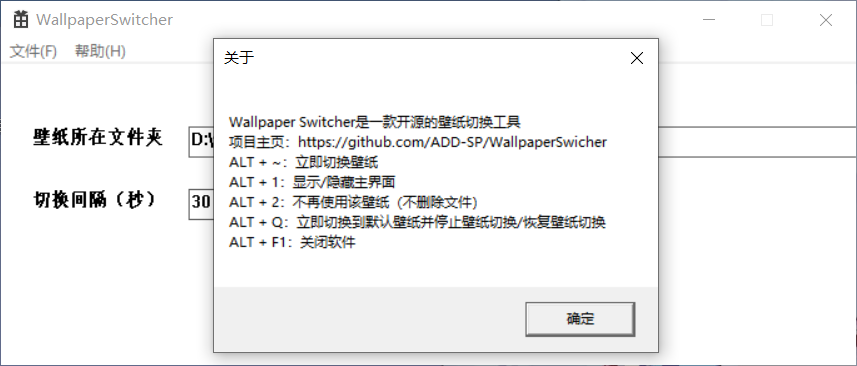 WallpaperSwitcher
文件(F) 帮助(H)
关于
Wallpaper Switcher是一款开源的壁纸切换工具
项目主页：https://github.com/ADD-SP/WallpaperSwicher
ALT + ~：立即切换壁纸
ALT + 1：显示/隐藏主界面
ALT + 2：不再使用该壁纸（不删除文件）
ALT + Q：立即切换到默认壁纸并停止壁纸切换/恢复壁纸切换
ALT + F1：关闭软件
确定
壁纸所在文件夹
切换间隔（秒） 30